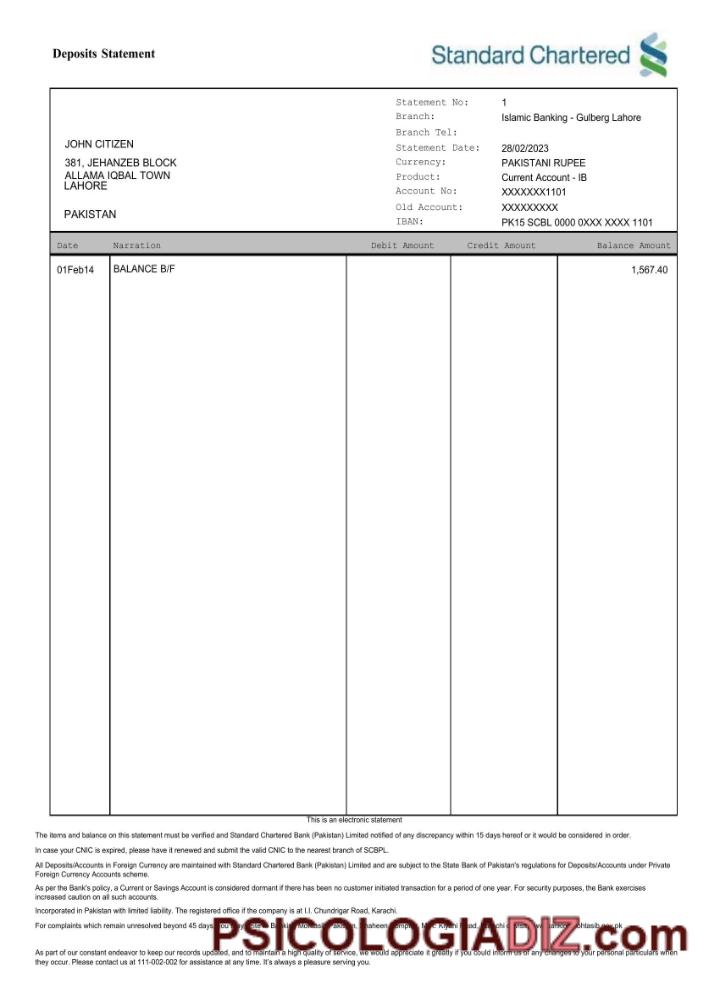 Deposits Statement
Standard Chartered
Statement No: 1
Branch: Islamic Banking - Gulberg Lahore
Branch Tel:
JOHN CITIZEN
Statement Date: 28/02/2023
381, JEHANZEB BLOCK
Currency: PAKISTANI RUPEE
ALLAMA IQBAL TOWN
Product: Current Account - IB
LAHORE
Account No: XXXXXXX1101
Old Account: XXXXXXXXX
PAKISTAN
IBAN: PK15 SCBL 0000 0XXX XXXX 1101
Date Narration Debit Amount Credit Amount Balance Amount
01Feb14 BALANCE B/F 1,567.40
This is an electronic statement
The items and balance on this statement must be verified and Standard Chartered Bank (Pakistan) Limited notified of any discrepancy within 15 days hereof or it would be considered in order.
In case your CNIC is expired, please have it renewed and submit the valid CNIC to the nearest branch of SCBPL.
All Deposits/Accounts in Foreign Currency are maintained with Standard Chartered Bank (Pakistan) Limited and are subject to the State Bank of Pakistan's regulations for Deposits/Accounts under Private
Foreign Currency Accounts scheme.
As per the Bank's policy, a Current or Savings Account is considered dormant if there has been no customer initiated transaction for a period of one year. For security purposes, the Bank exercises
increased caution on all such accounts.
Incorporated in Pakistan with limited liability. The registered office if the company is at I.I. Chundrigar Road, Karachi.
For complaints which remain unresolved beyond 45 days
PSICOLOGIADIZ.com
As part of our constant endeavor to keep our records updated, and to maintain a high quality of service, we would appreciate it greatly if you could inform us of any changes to your personal particulars when
they occur. Please contact us at 111-002-002 for assistance at any time. It's always a pleasure serving you.